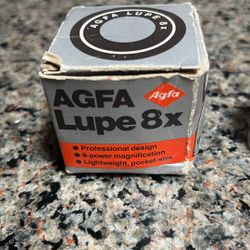 AGFA LUPE 8x
AGFA
Agfa
Lupe 8x
• Professional design
• 8-power magnification
• Lightweight, pocket-size